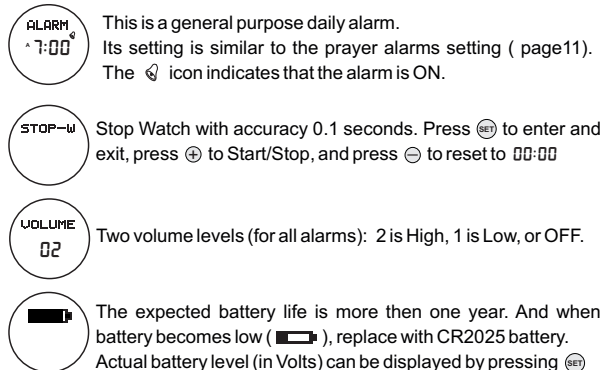 ALARM
ᴬ7:00
This is a general purpose daily alarm.
Its setting is similar to the prayer alarms setting ( page11).
The icon indicates that the alarm is ON.
STOP-W
Stop Watch with accuracy 0.1 seconds. Press SET to enter and
exit, press + to Start/Stop, and press − to reset to 00:00
VOLUME
02
Two volume levels (for all alarms): 2 is High, 1 is Low, or OFF.
The expected battery life is more then one year. And when
battery becomes low ( ), replace with CR2025 battery.
Actual battery level (in Volts) can be displayed by pressing SET